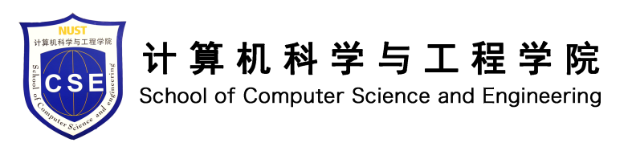 NUST
计算机科学与工程学院
CSE
School of Computer Science and engineering
计算机科学与工程学院
School of Computer Science and Engineering